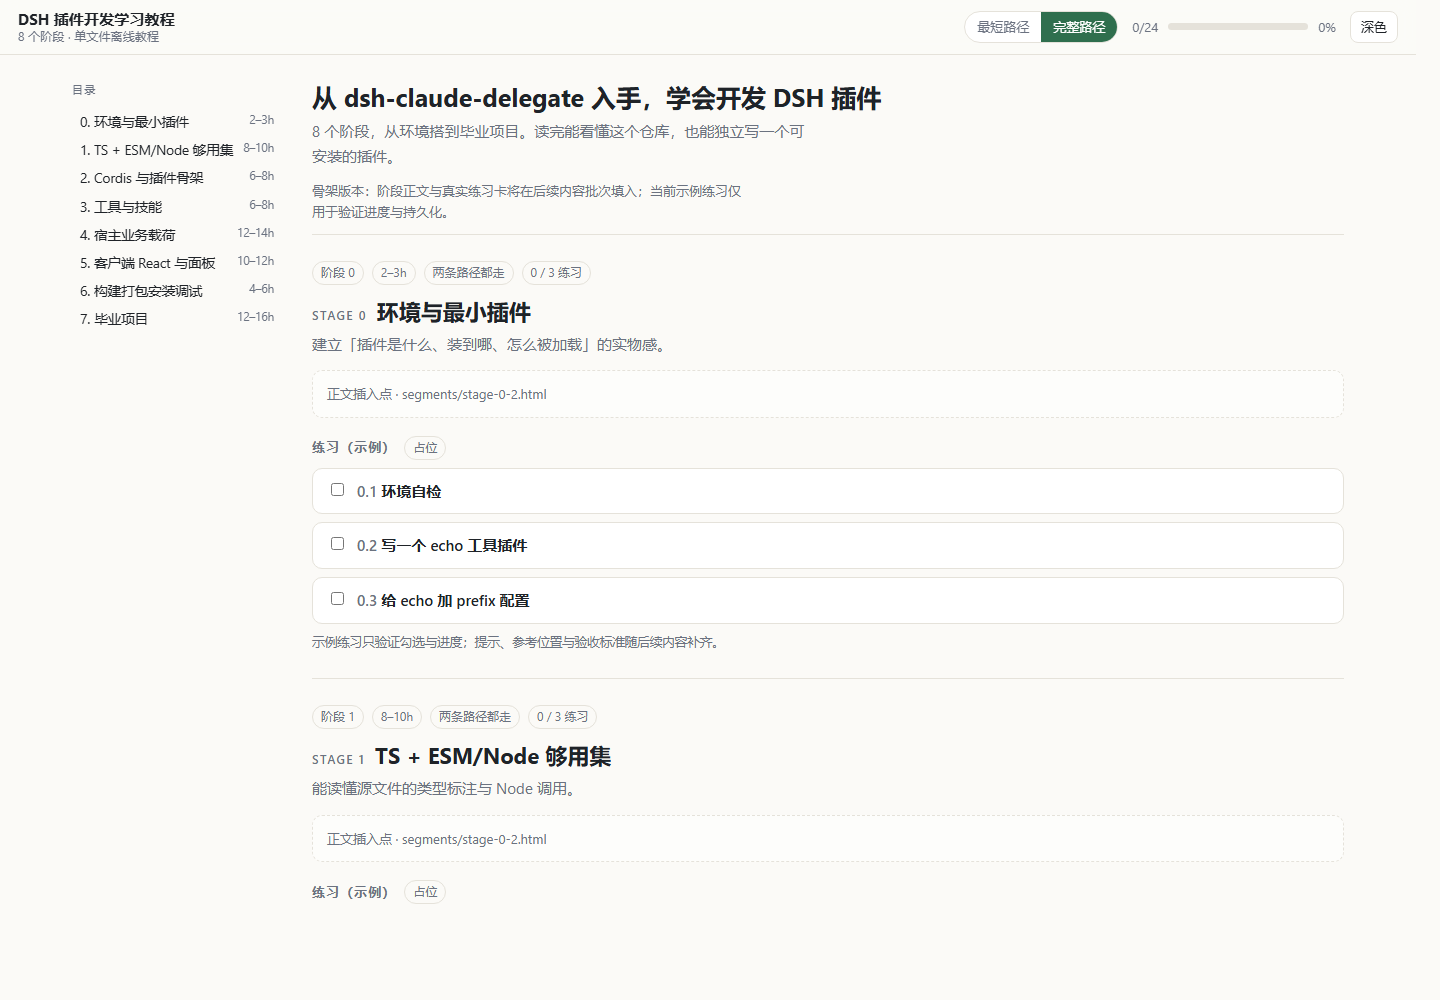 DSH 插件开发学习教程
8 个阶段 · 单文件离线教程
最短路径 完整路径 0/24 0% 深色
目录
0. 环境与最小插件 2–3h
1. TS + ESM/Node 够用集 8–10h
2. Cordis 与插件骨架 6–8h
3. 工具与技能 6–8h
4. 宿主业务载荷 12–14h
5. 客户端 React 与面板 10–12h
6. 构建打包安装调试 4–6h
7. 毕业项目 12–16h
从 dsh-claude-delegate 入手，学会开发 DSH 插件
8 个阶段，从环境搭到毕业项目。读完能看懂这个仓库，也能独立写一个可
安装的插件。
骨架版本：阶段正文与真实练习卡将在后续内容批次填入；当前示例练习仅
用于验证进度与持久化。
阶段 0 2–3h 两条路径都走 0 / 3 练习
STAGE 0 环境与最小插件
建立「插件是什么、装到哪、怎么被加载」的实物感。
正文插入点 · segments/stage-0-2.html
练习（示例） 占位
0.1 环境自检
0.2 写一个 echo 工具插件
0.3 给 echo 加 prefix 配置
示例练习只验证勾选与进度；提示、参考位置与验收标准随后续内容补齐。
阶段 1 8–10h 两条路径都走 0 / 3 练习
STAGE 1 TS + ESM/Node 够用集
能读懂源文件的类型标注与 Node 调用。
正文插入点 · segments/stage-0-2.html
练习（示例） 占位